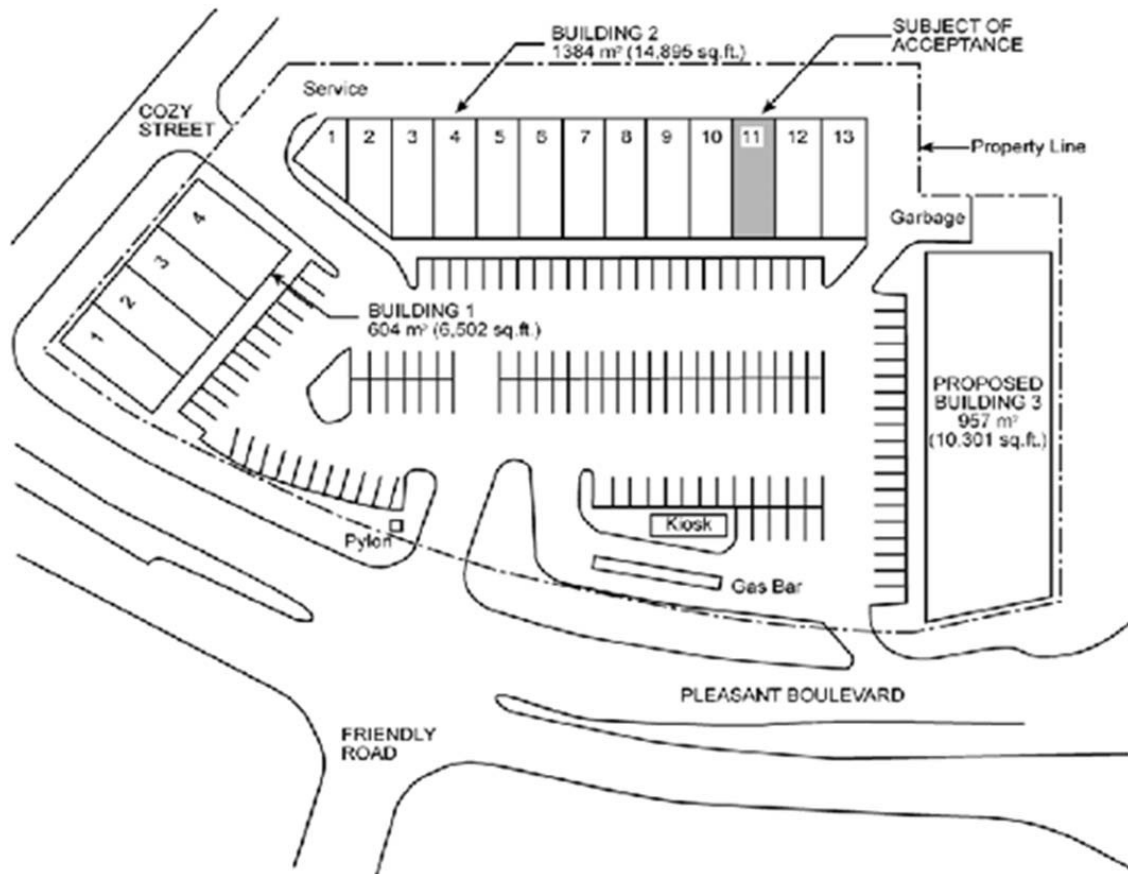 BUILDING 2
1384 m² (14,895 sq.ft.)
SUBJECT OF
ACCEPTANCE
Service
COZY
STREET
1 2 3 4 5 6 7 8 9 10 11 12 13
Property Line
Garbage
4
3
2
1
BUILDING 1
604 m² (6,502 sq.ft.)
PROPOSED
BUILDING 3
957 m²
(10,301 sq.ft.)
Kiosk
Pylon
Gas Bar
PLEASANT BOULEVARD
FRIENDLY
ROAD